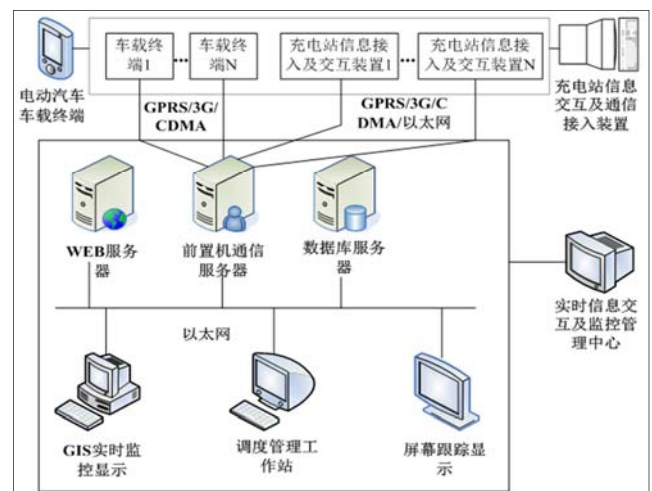 车载终
端1
...
车载终
端N
充电站信息接
入及交互装置1
...
充电站信息接
入及交互装置N
电动汽车
车载终端
GPRS/3G/
CDMA
GPRS/3G/C
DMA/以太网
充电站信息
交互及通信
接入装置
WEB服务
器
前置机通信
服务器
数据库服务
器
实时信息交
互及监控管
理中心
以太网
GIS实时监
控显示
调度管理工
作站
屏幕跟踪显
示